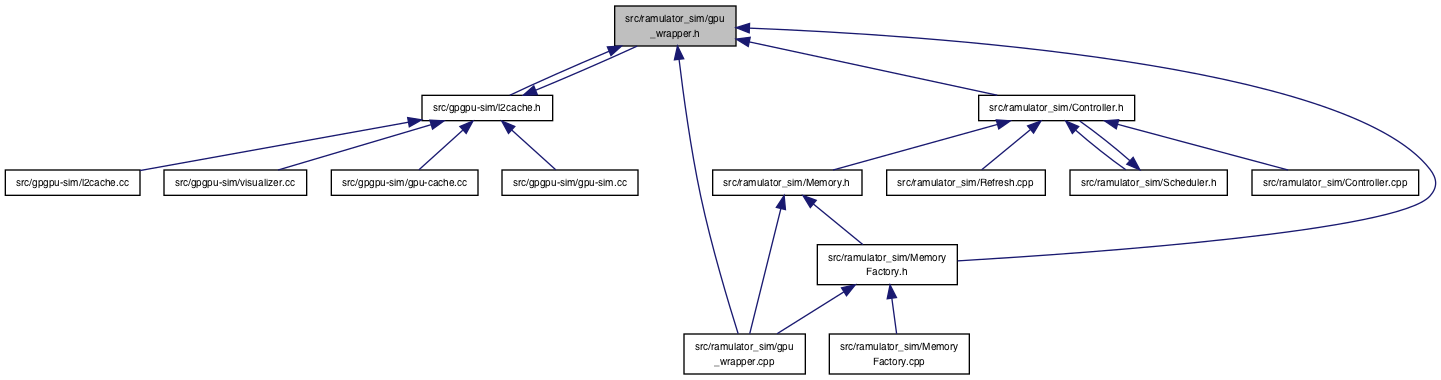 src/ramulator_sim/gpu
_wrapper.h
src/gpgpu-sim/l2cache.h
src/ramulator_sim/Controller.h
src/gpgpu-sim/l2cache.cc
src/gpgpu-sim/visualizer.cc
src/gpgpu-sim/gpu-cache.cc
src/gpgpu-sim/gpu-sim.cc
src/ramulator_sim/Memory.h
src/ramulator_sim/Refresh.cpp
src/ramulator_sim/Scheduler.h
src/ramulator_sim/Controller.cpp
src/ramulator_sim/Memory
Factory.h
src/ramulator_sim/gpu
_wrapper.cpp
src/ramulator_sim/Memory
Factory.cpp